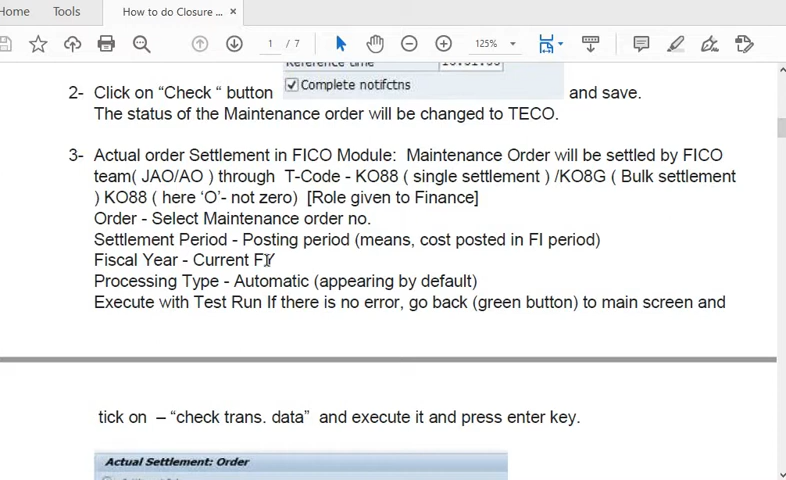 Home Tools How to do Closure ... ×
1 / 7 125%
Reference time
2- Click on “Check “ button ✓ Complete notifctns and save.
The status of the Maintenance order will be changed to TECO.
3- Actual order Settlement in FICO Module: Maintenance Order will be settled by FICO
team( JAO/AO ) through T-Code - KO88 ( single settlement ) /KO8G ( Bulk settlement
) KO88 ( here ‘O’- not zero) [Role given to Finance]
Order - Select Maintenance order no.
Settlement Period - Posting period (means, cost posted in FI period)
Fiscal Year - Current FY
Processing Type - Automatic (appearing by default)
Execute with Test Run If there is no error, go back (green button) to main screen and
tick on – “check trans. data” and execute it and press enter key.
Actual Settlement: Order